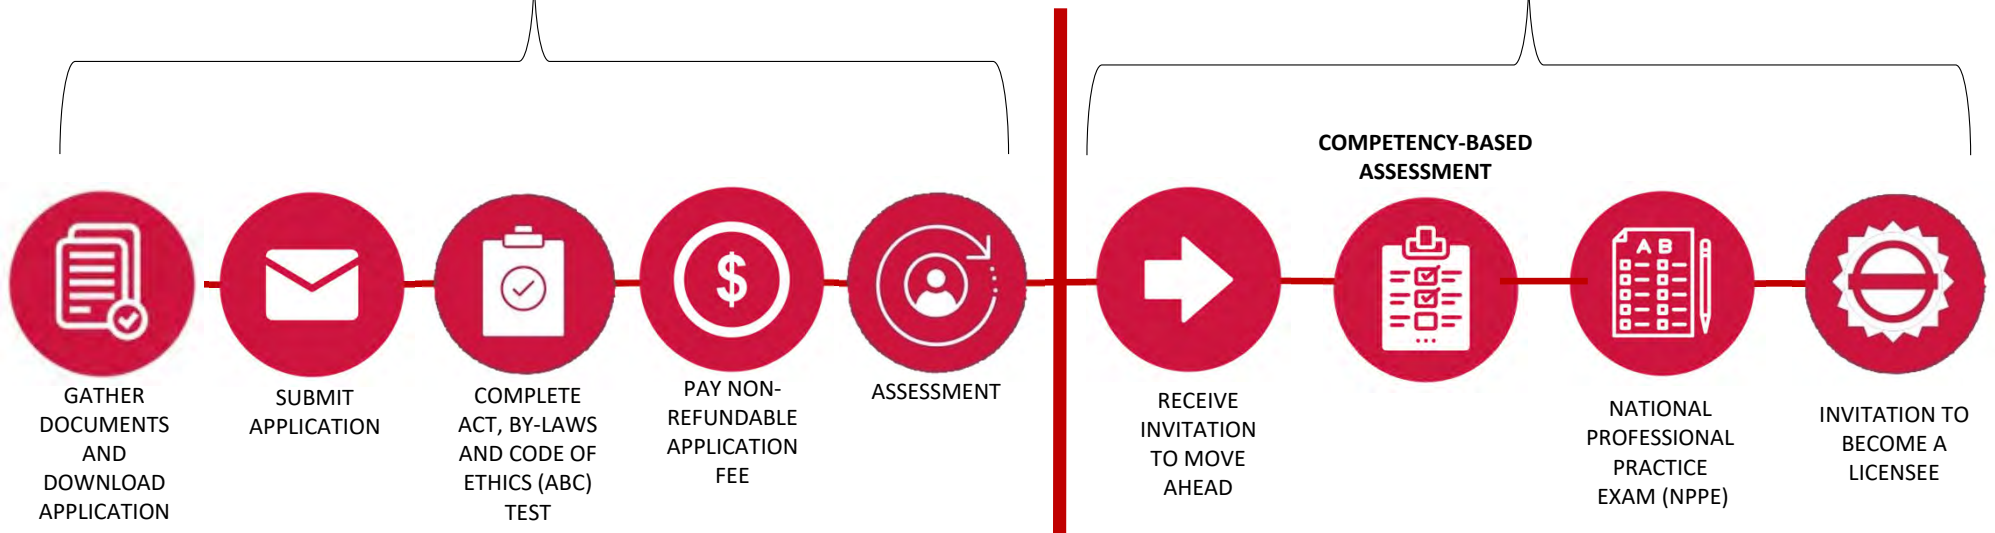 COMPETENCY-BASED
ASSESSMENT
$
A B
GATHER
DOCUMENTS
AND
DOWNLOAD
APPLICATION
SUBMIT
APPLICATION
COMPLETE
ACT, BY-LAWS
AND CODE OF
ETHICS (ABC)
TEST
PAY NON-
REFUNDABLE
APPLICATION
FEE
ASSESSMENT
RECEIVE
INVITATION
TO MOVE
AHEAD
NATIONAL
PROFESSIONAL
PRACTICE
EXAM (NPPE)
INVITATION TO
BECOME A
LICENSEE